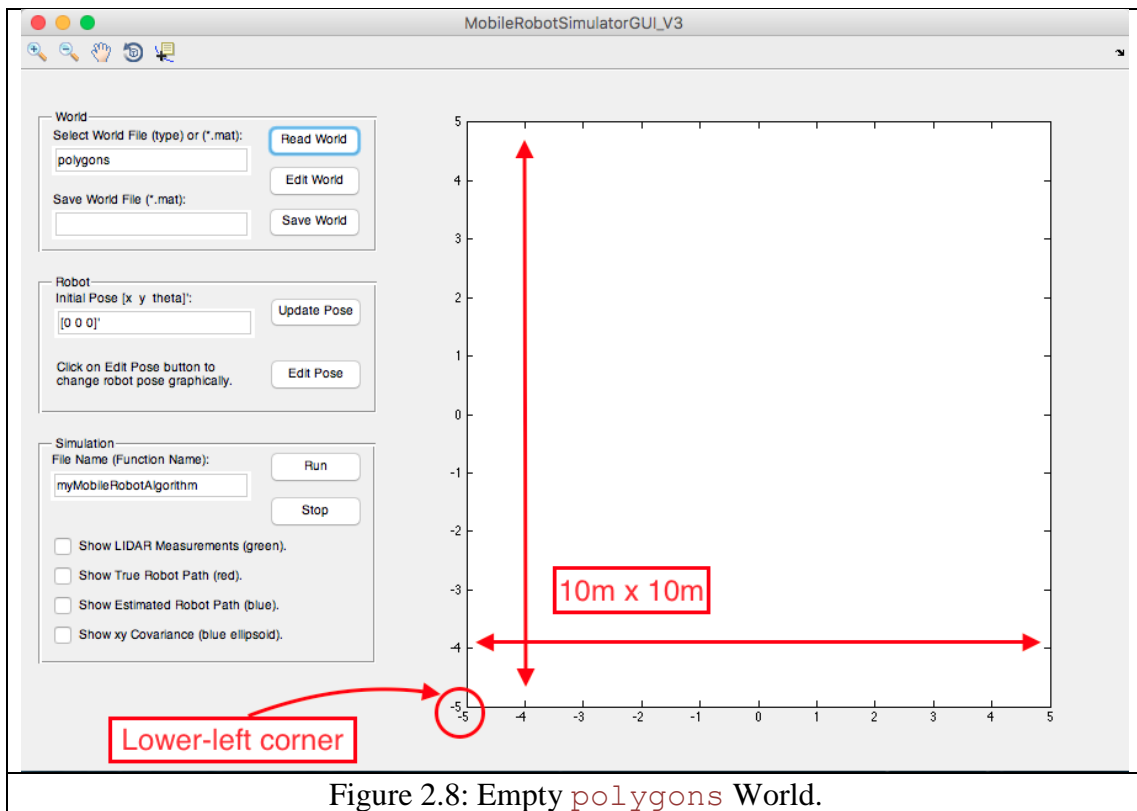 MobileRobotSimulatorGUI_V3
World
Select World File (type) or (*.mat):
polygons
Read World
Edit World
Save World File (*.mat):
Save World
Robot
Initial Pose [x y theta]':
[0 0 0]'
Update Pose
Click on Edit Pose button to
change robot pose graphically.
Edit Pose
Simulation
File Name (Function Name):
myMobileRobotAlgorithm
Run
Stop
Show LIDAR Measurements (green).
Show True Robot Path (red).
Show Estimated Robot Path (blue).
Show xy Covariance (blue ellipsoid).
5
4
3
2
1
0
-1
-2
-3
-4
-5
-5 -4 -3 -2 -1 0 1 2 3 4 5
10m x 10m
Lower-left corner
Figure 2.8: Empty polygons World.